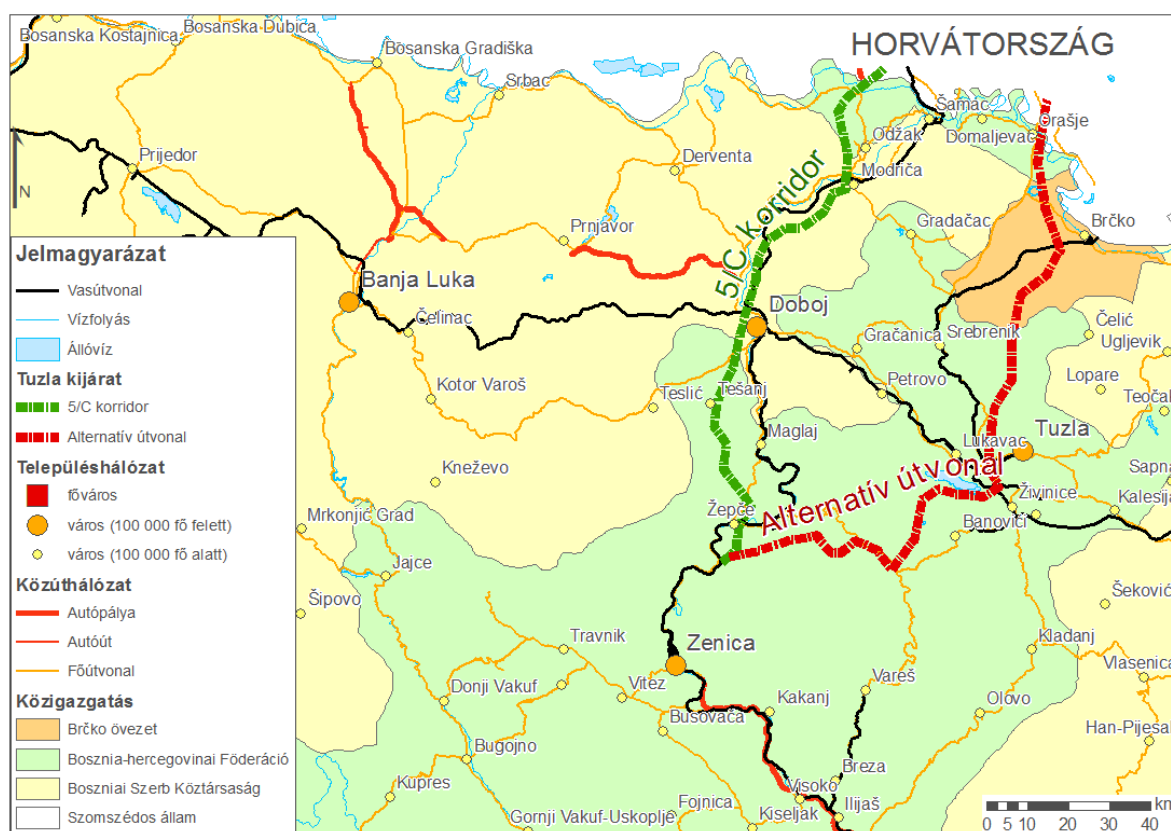 HORVÁTORSZÁG
Bosanska Kostajnica
Bosanska Dubica
Bosanska Gradiška
Srbac
Prijedor
Derventa
Odžak
Modriča
Šamac
Domaljevac
Orašje
Gradačac
Brčko
Prnjavor
5/C korridor
Banja Luka
Čelinac
Doboj
Gračanica
Srebrenik
Čelić
Ugljevik
Lopare
Teočak
Kotor Varoš
Teslić
Tešanj
Petrovo
Maglaj
Lukavac
Tuzla
Sapna
Kneževo
Alternatív útvonal
Živinice
Kalesija
Banovići
Žepče
Mrkonjić Grad
Jajce
Šipovo
Šeković
Travnik
Zenica
Kladanj
Vlasenica
Vareš
Olovo
Donji Vakuf
Vitez
Busovača
Kakanj
Han-Pijesak
Bugojno
Kupres
Breza
Visoko
Fojnica
Kiseljak
Ilijaš
Gornji Vakuf-Uskoplje
N
Jelmagyarázat
Vasútvonal
Vízfolyás
Állóvíz
Tuzla kijárat
5/C korridor
Alternatív útvonal
Településhálózat
főváros
város (100 000 fő felett)
város (100 000 fő alatt)
Közúthálózat
Autópálya
Autóút
Főútvonal
Közigazgatás
Brčko övezet
Bosznia-hercegovinai Föderáció
Boszniai Szerb Köztársaság
Szomszédos állam
km
0 5 10 20 30 40